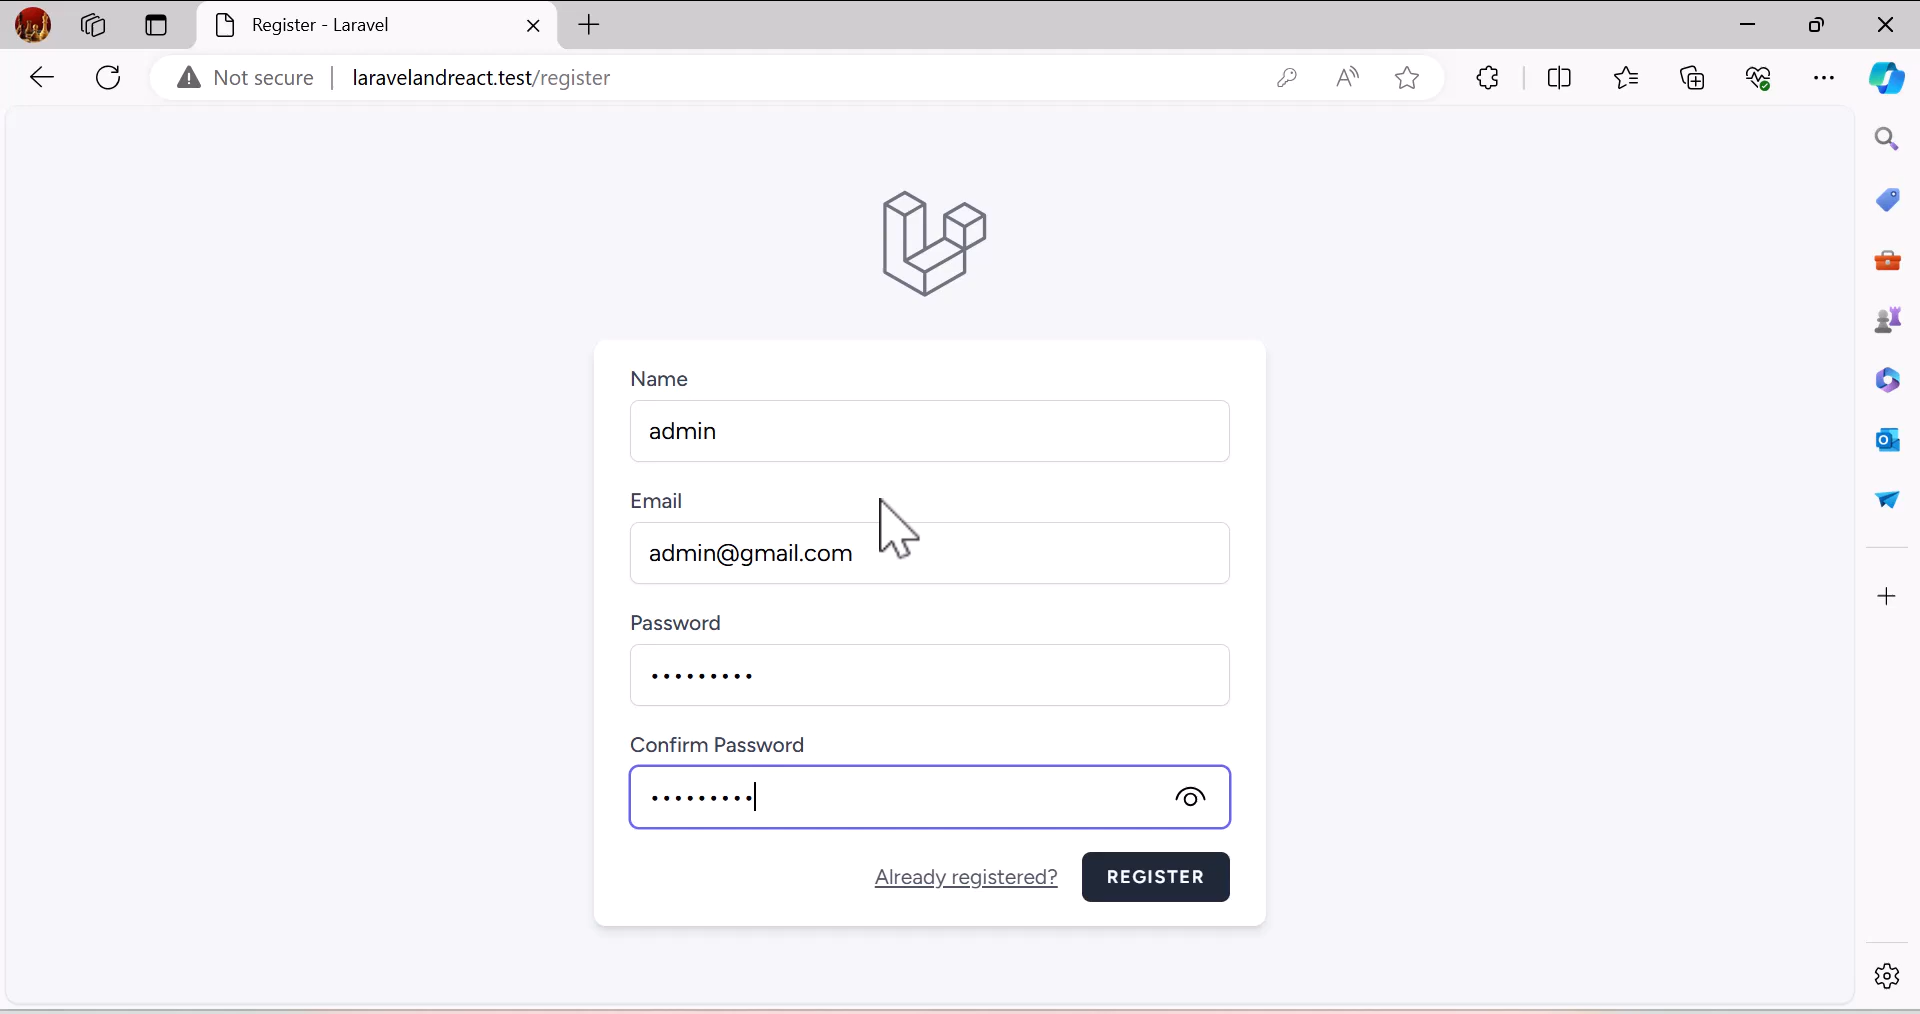 Register - Laravel
Not secure laravelandreact.test/register
Name
admin
Email
admin@gmail.com
Password
•••••••••
Confirm Password
•••••••••
Already registered? REGISTER